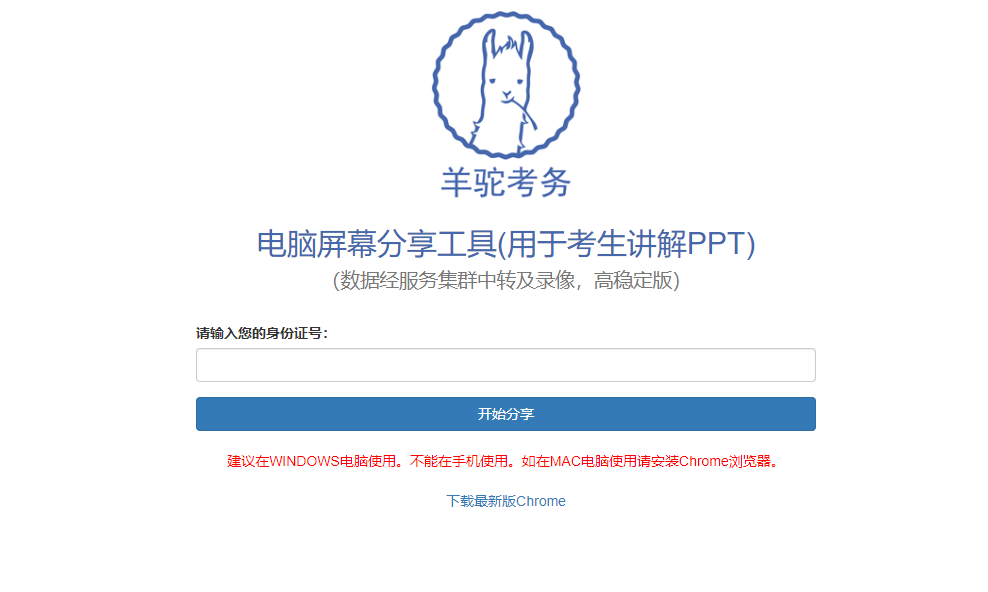 羊驼考务
电脑屏幕分享工具(用于考生讲解PPT)
（数据经服务集群中转及录像，高稳定版）
请输入您的身份证号：
开始分享
建议在WINDOWS电脑使用。不能在手机使用。如在MAC电脑使用请安装Chrome浏览器。
下载最新版Chrome